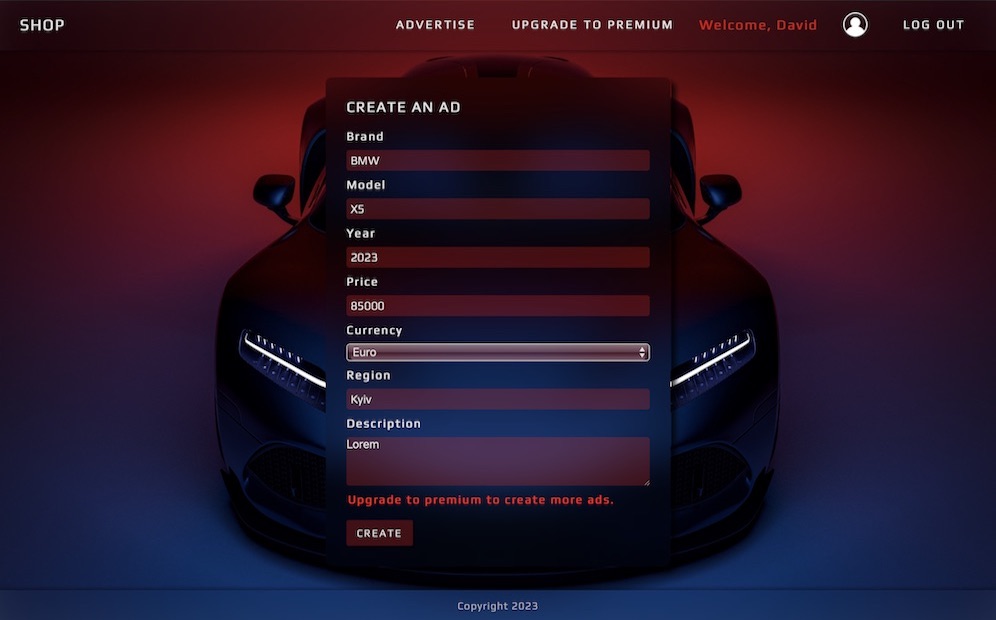 SHOP
ADVERTISE
UPGRADE TO PREMIUM
Welcome, David
LOG OUT
CREATE AN AD
Brand
BMW
Model
X5
Year
2023
Price
85000
Currency
Euro
Region
Kyiv
Description
Lorem
Upgrade to premium to create more ads.
CREATE
Copyright 2023